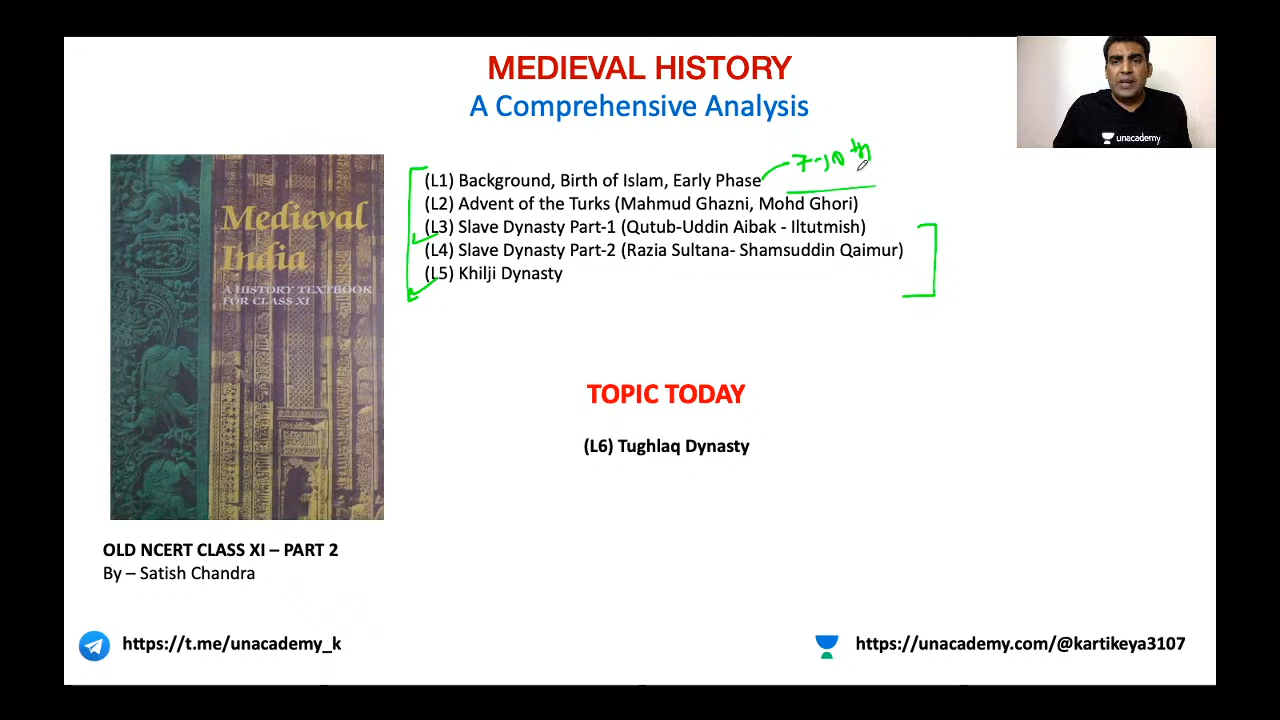 MEDIEVAL HISTORY
A Comprehensive Analysis
unacademy
7-10th
Medieval
India
A HISTORY TEXTBOOK
FOR CLASS XI
(L1) Background, Birth of Islam, Early Phase
(L2) Advent of the Turks (Mahmud Ghazni, Mohd Ghori)
(L3) Slave Dynasty Part-1 (Qutub-Uddin Aibak - Iltutmish)
(L4) Slave Dynasty Part-2 (Razia Sultana- Shamsuddin Qaimur)
(L5) Khilji Dynasty
TOPIC TODAY
(L6) Tughlaq Dynasty
OLD NCERT CLASS XI – PART 2
By – Satish Chandra
https://t.me/unacademy_k
https://unacademy.com/@kartikeya3107